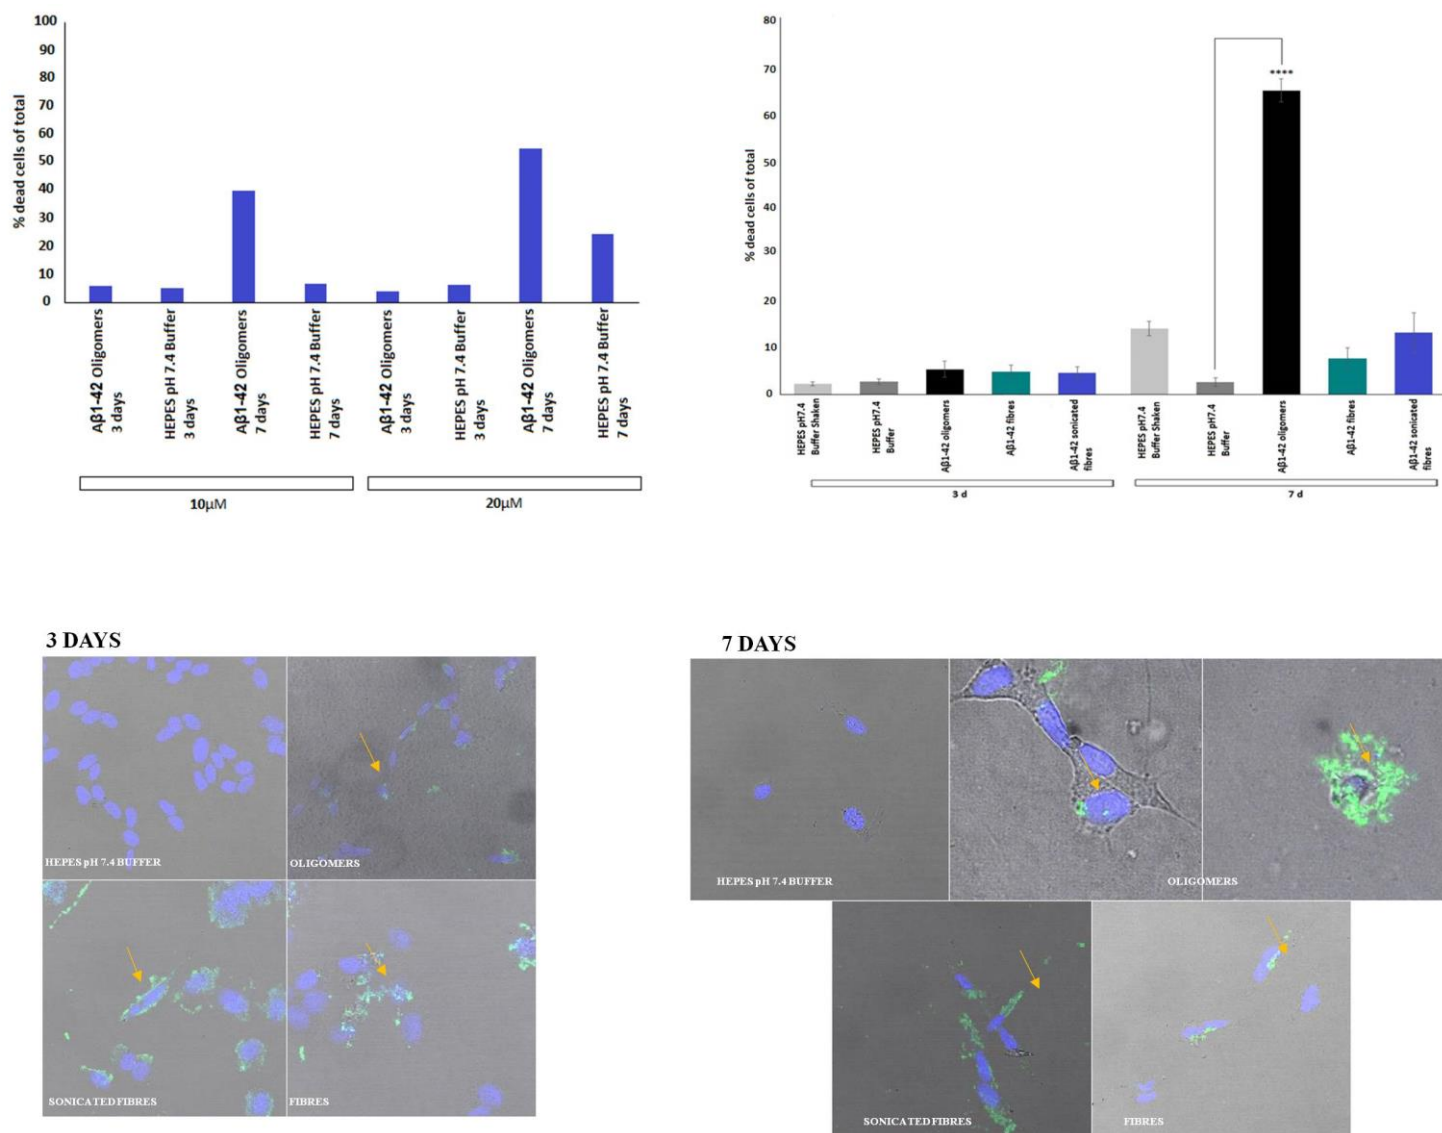 100
90
80
70
60
50
40
30
20
10
0
% dead cells of total
Aβ1-42 Oligomers
3 days
HEPES pH 7.4 Buffer
3 days
Aβ1-42 Oligomers
7 days
HEPES pH 7.4 Buffer
7 days
Aβ1-42 Oligomers
3 days
HEPES pH 7.4 Buffer
3 days
Aβ1-42 Oligomers
7 days
HEPES pH 7.4 Buffer
7 days
10μM
20μM
80
70
60
50
40
30
20
10
0
% dead cells of total
****
HEPES pH7.4
Buffer Shaken
HEPES pH7.4
Buffer
Aβ1-42 oligomers
Aβ1-42 fibres
Aβ1-42 sonicated
fibres
HEPES pH7.4
Buffer Shaken
HEPES pH7.4
Buffer
Aβ1-42 oligomers
Aβ1-42 fibres
Aβ1-42 sonicated
fibres
3 d
7 d
3 DAYS
HEPES pH 7.4 BUFFER
OLIGOMERS
SONICATED FIBRES
FIBRES
7 DAYS
HEPES pH 7.4 BUFFER
OLIGOMERS
SONICATED FIBRES
FIBRES